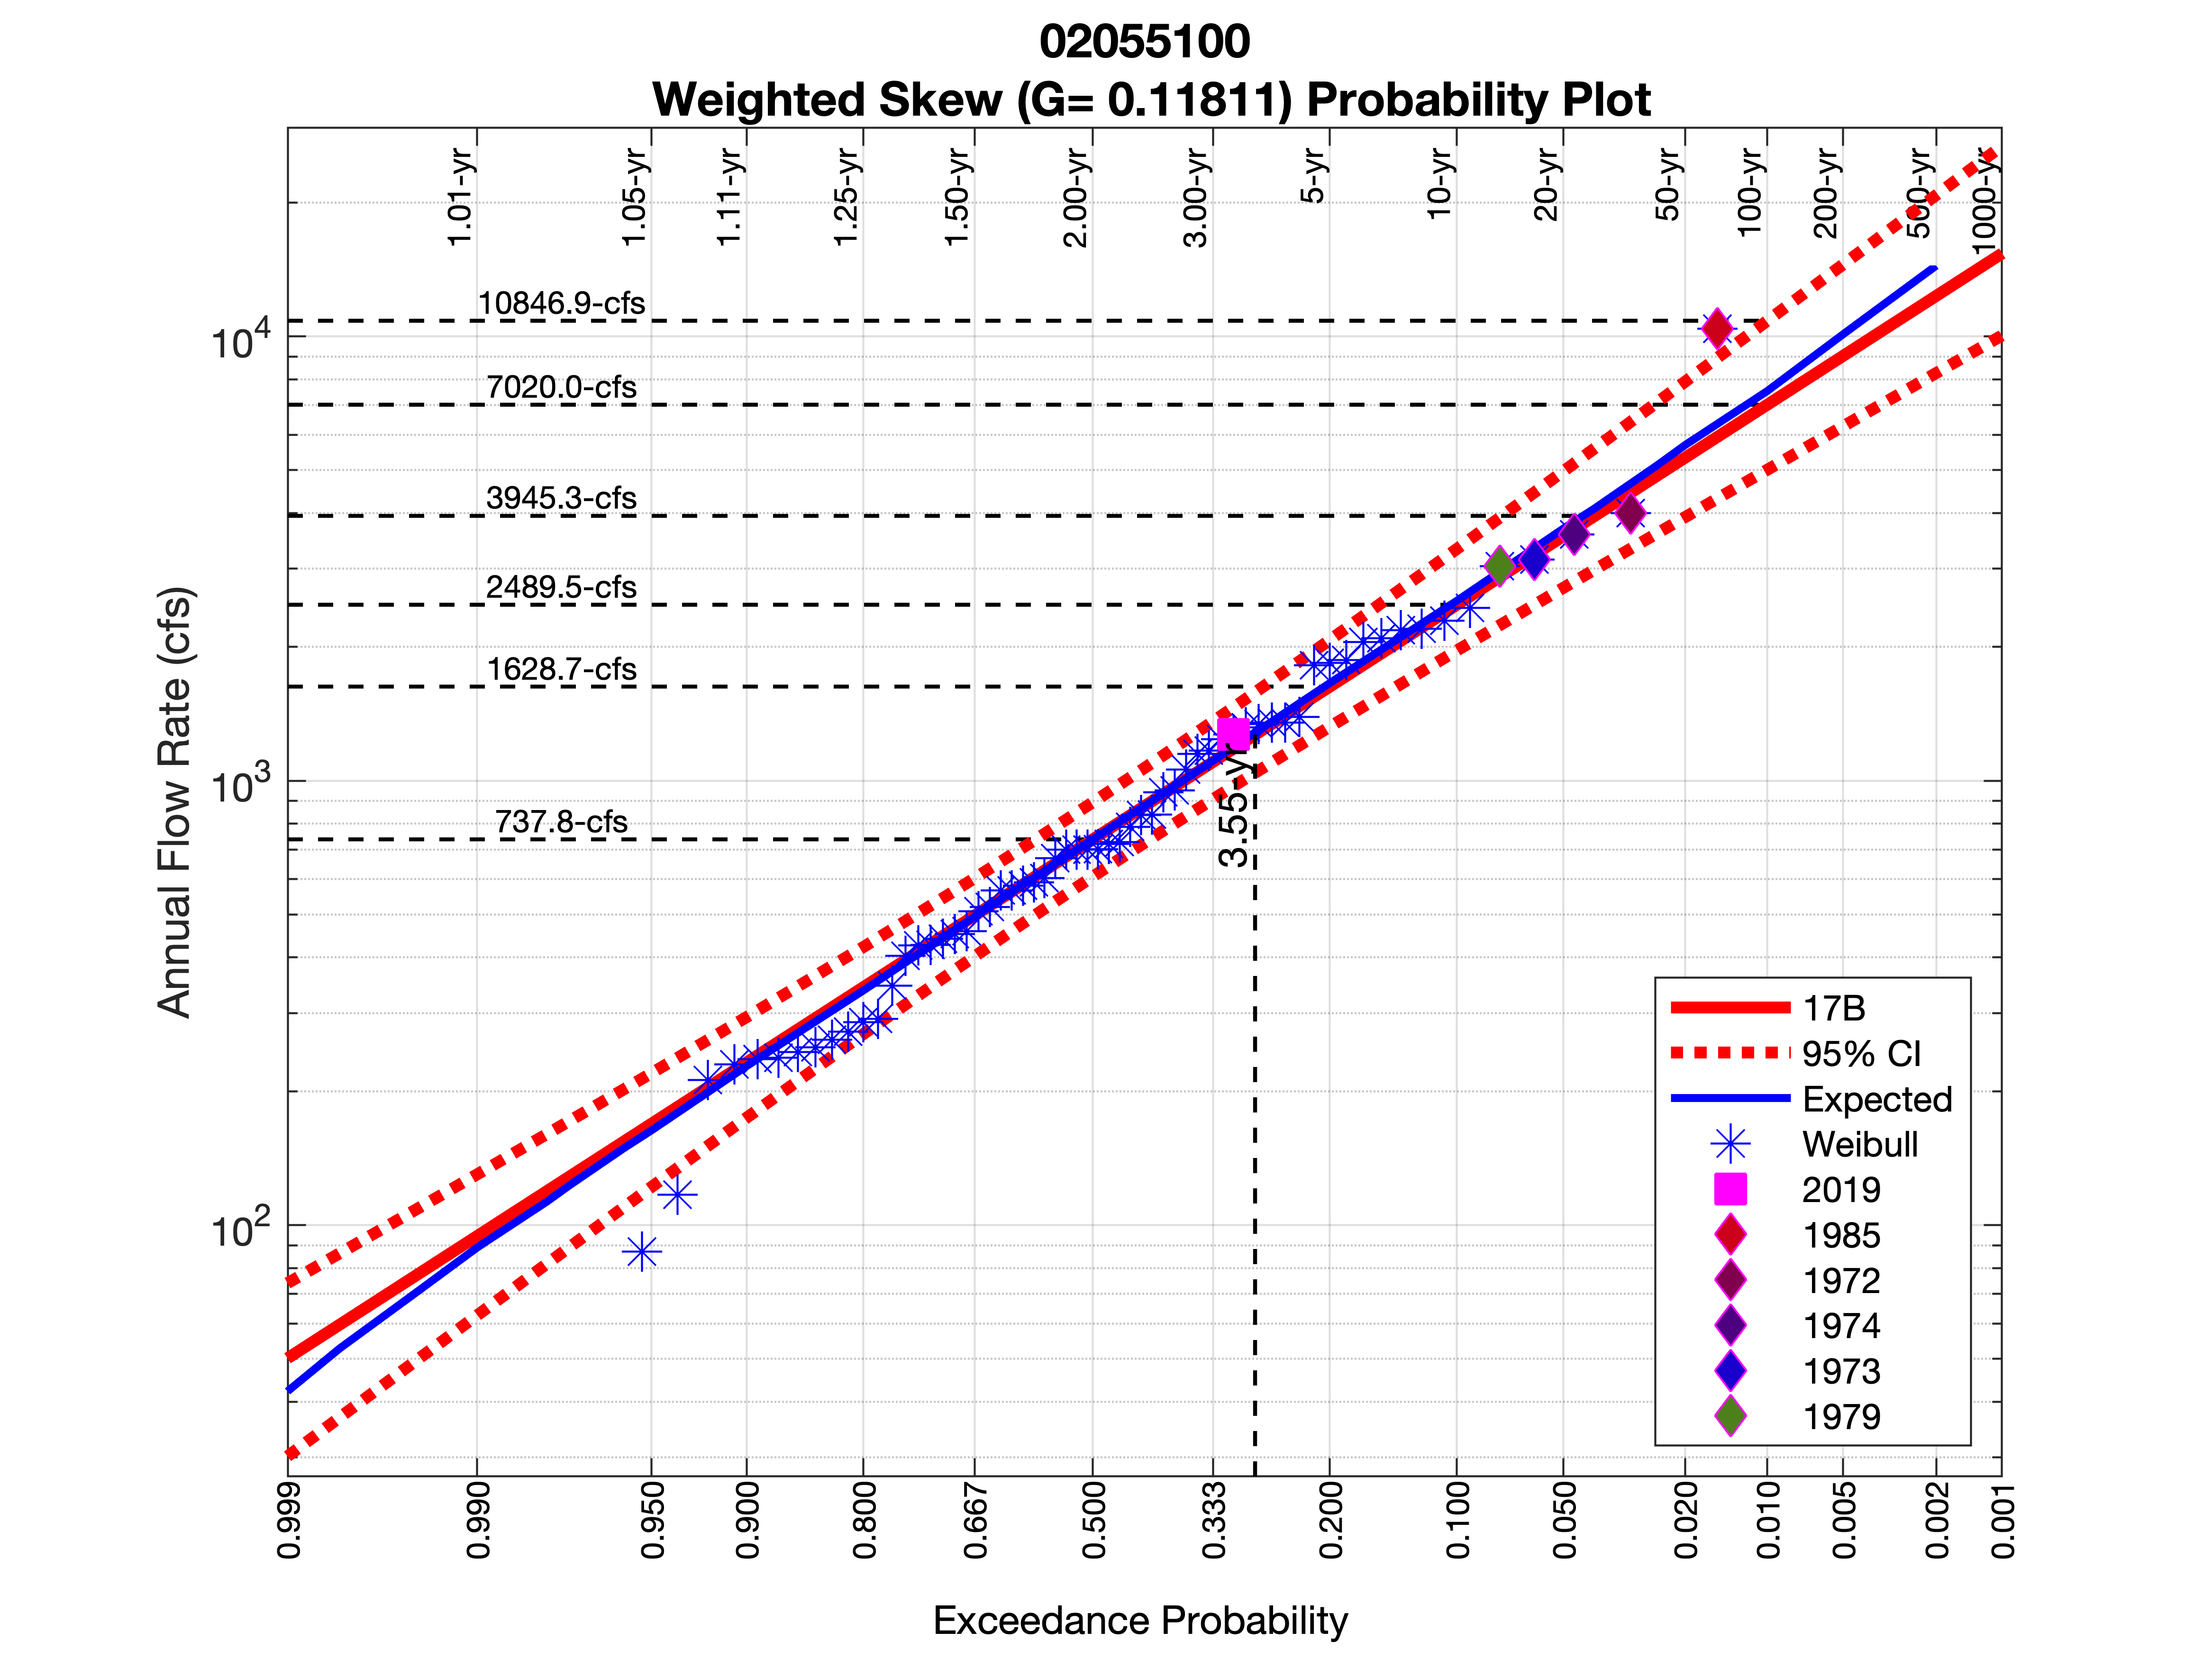 02055100
Weighted Skew (G= 0.11811) Probability Plot
1.01-yr
1.05-yr
1.11-yr
1.25-yr
1.50-yr
2.00-yr
3.00-yr
5-yr
10-yr
20-yr
50-yr
100-yr
200-yr
500-yr
1000-yr
10846.9-cfs
7020.0-cfs
3945.3-cfs
2489.5-cfs
1628.7-cfs
737.8-cfs
3.55-yr
10^4
10^3
10^2
Annual Flow Rate (cfs)
17B
95% CI
Expected
Weibull
2019
1985
1972
1974
1973
1979
0.999
0.990
0.950
0.900
0.800
0.667
0.500
0.333
0.200
0.100
0.050
0.020
0.010
0.005
0.002
0.001
Exceedance Probability